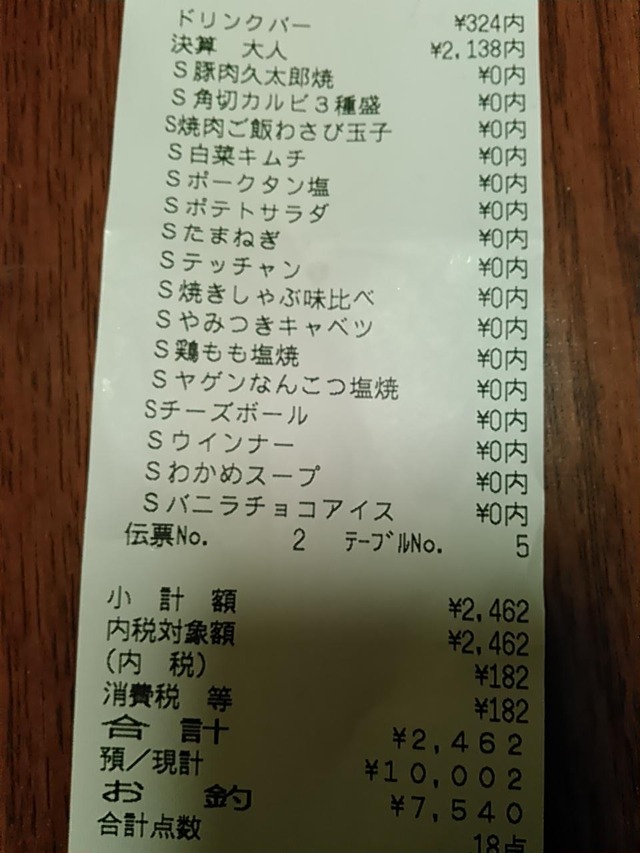 ドリンクバー ¥324内
決算 大人 ¥2,138内
S豚肉久太郎焼 ¥0内
S角切カルビ3種盛 ¥0内
S焼肉ご飯わさび玉子 ¥0内
S白菜キムチ ¥0内
Sポークタン塩 ¥0内
Sポテトサラダ ¥0内
Sたまねぎ ¥0内
Sテッチャン ¥0内
S焼きしゃぶ味比べ ¥0内
Sやみつきキャベツ ¥0内
S鶏もも塩焼 ¥0内
Sヤゲンなんこつ塩焼 ¥0内
Sチーズボール ¥0内
Sウインナー ¥0内
Sわかめスープ ¥0内
Sバニラチョコアイス ¥0内
伝票No. 2 テーブルNo. 5
小計額 ¥2,462
内税対象額 ¥2,462
(内税) ¥182
消費税等 ¥182
合計 ¥2,462
預/現計 ¥10,002
お釣 ¥7,540
合計点数 18点